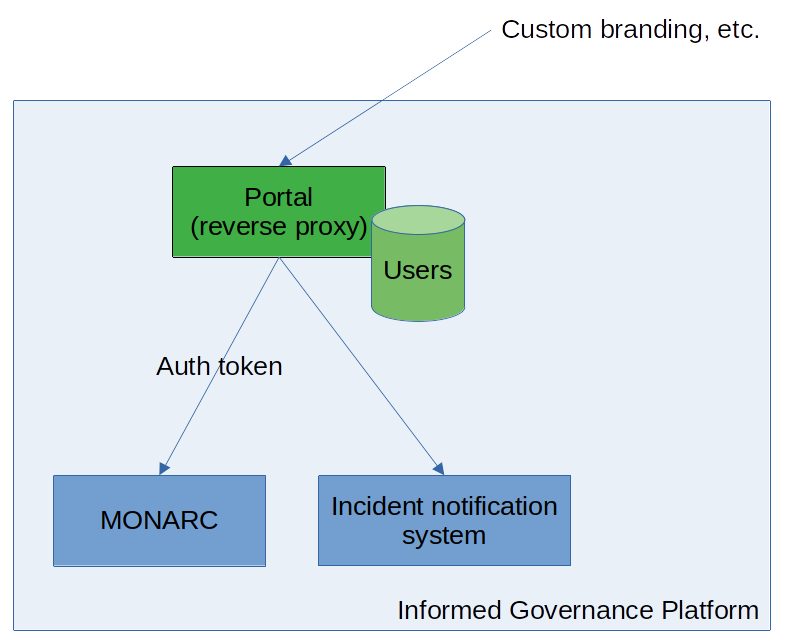 Custom branding, etc.
Portal
(reverse proxy)
Users
Auth token
MONARC
Incident notification
system
Informed Governance Platform